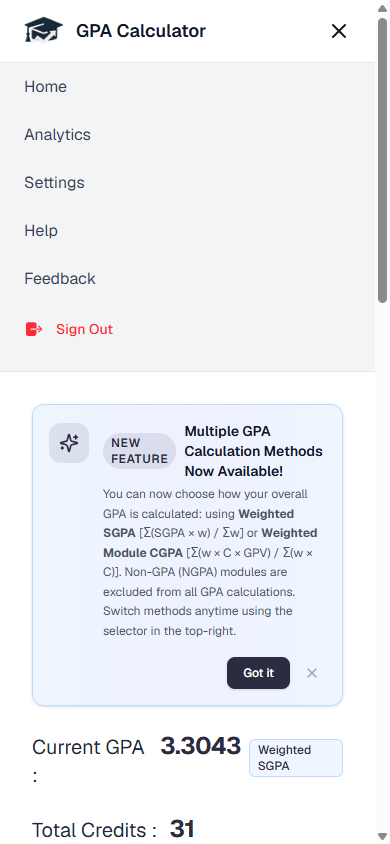 GPA Calculator
Home
Analytics
Settings
Help
Feedback
Sign Out
NEW
FEATURE
Multiple GPA
Calculation Methods
Now Available!
You can now choose how your overall
GPA is calculated: using Weighted
SGPA [Σ(SGPA × w) / Σw] or Weighted
Module CGPA [Σ(w × C × GPV) / Σ(w ×
C)]. Non-GPA (NGPA) modules are
excluded from all GPA calculations.
Switch methods anytime using the
selector in the top-right.
Got it
Current GPA
:
3.3043
Weighted
SGPA
Total Credits : 31